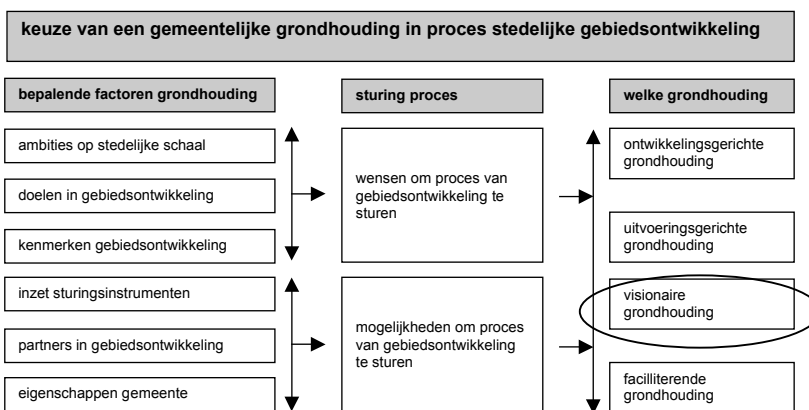 keuze van een gemeentelijke grondhouding in proces stedelijke gebiedsontwikkeling
bepalende factoren grondhouding
ambities op stedelijke schaal
doelen in gebiedsontwikkeling
kenmerken gebiedsontwikkeling
inzet sturingsinstrumenten
partners in gebiedsontwikkeling
eigenschappen gemeente
sturing proces
wensen om proces van
gebiedsontwikkeling te
sturen
mogelijkheden om proces
van gebiedsontwikkeling
te sturen
welke grondhouding
ontwikkelingsgerichte
grondhouding
uitvoeringsgerichte
grondhouding
visionaire
grondhouding
facilliterende
grondhouding